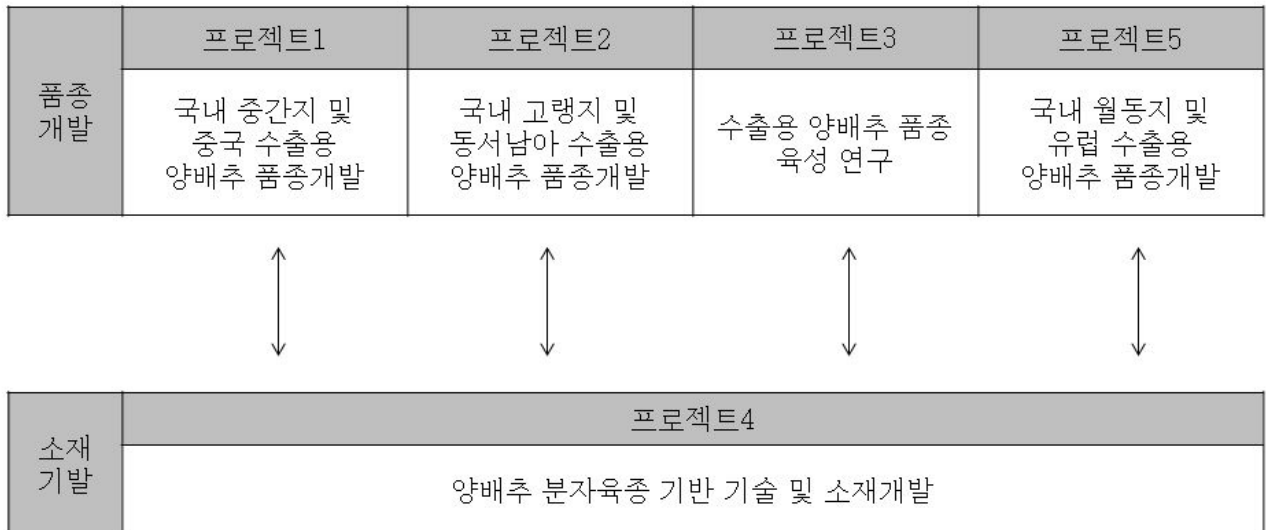 품종
개발
프로젝트1
프로젝트2
프로젝트3
프로젝트5
국내 중간지 및
중국 수출용
양배추 품종개발
국내 고랭지 및
동서남아 수출용
양배추 품종개발
수출용 양배추 품종
육성 연구
국내 월동지 및
유럽 수출용
양배추 품종개발
소재
기발
프로젝트4
양배추 분자육종 기반 기술 및 소재개발